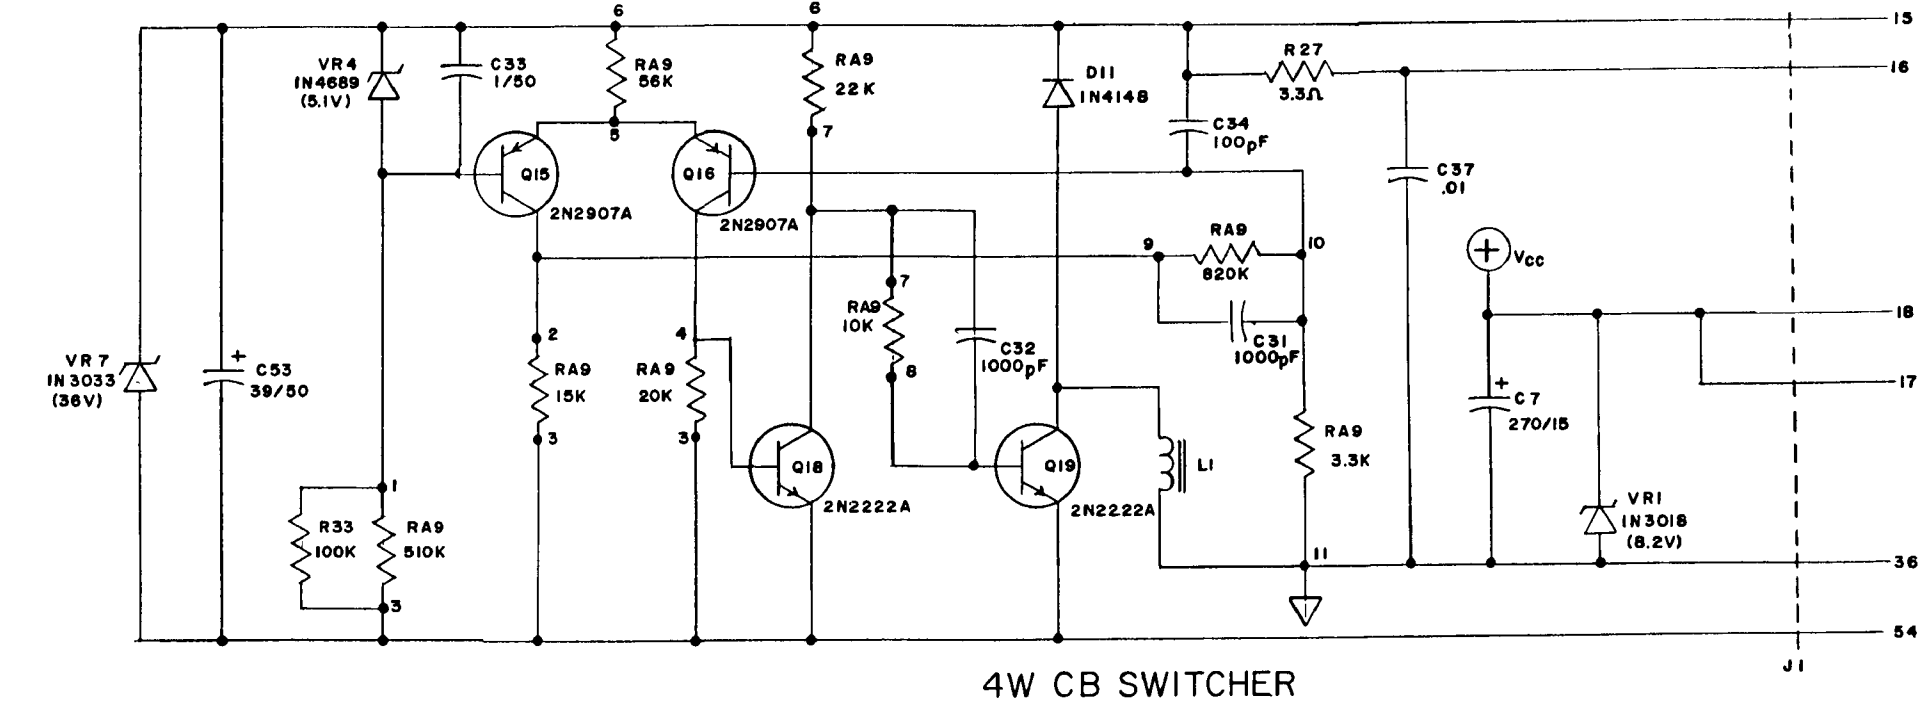 6
6
15
VR4
1N4689
(5.1V)
C33
1/50
RA9
56K
RA9
22K
D11
1N4148
R27
3.3Ω
16
5
7
C34
100pF
Q15
2N2907A
Q16
2N2907A
C37
.01
9
RA9
820K
10
VCC
C31
1000pF
7
RA9
10K
8
C32
1000pF
18
17
2
4
VR7
1N3033
(36V)
C53
39/50
RA9
15K
3
RA9
20K
3
C7
270/15
RA9
3.3K
Q18
2N2222A
Q19
2N2222A
L1
1
R33
100K
RA9
510K
3
VR1
1N3018
(8.2V)
11
36
54
J1
4W CB SWITCHER